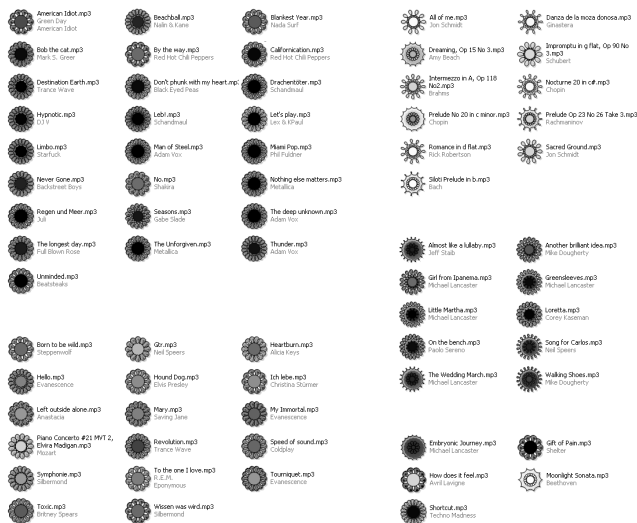 American Idiot.mp3
Green Day
American Idiot
Beachball.mp3
Nalin & Kane
Blankest Year.mp3
Nada Surf
Bob the cat.mp3
Mark S. Greer
By the way.mp3
Red Hot Chili Peppers
Californication.mp3
Red Hot Chili Peppers
Destination Earth.mp3
Trance Wave
Don't phunk with my heart.mp3
Black Eyed Peas
Drachentöter.mp3
Schandmaul
Hypnotic.mp3
DJ V
Leb!.mp3
Schandmaul
Let's play.mp3
Lex & KPaul
Limbo.mp3
Starfuck
Man of Steel.mp3
Adam Vox
Miami Pop.mp3
Phil Fuldner
Never Gone.mp3
Backstreet Boys
No.mp3
Shakira
Nothing else matters.mp3
Metallica
Regen und Meer.mp3
Juli
Seasons.mp3
Gabe Slade
The deep unknown.mp3
Adam Vox
The longest day.mp3
Full Blown Rose
The Unforgiven.mp3
Metallica
Thunder.mp3
Adam Vox
Unminded.mp3
Beatsteaks
Born to be wild.mp3
Steppenwolf
Gtr.mp3
Neil Speers
Heartburn.mp3
Alicia Keys
Hello.mp3
Evanescence
Hound Dog.mp3
Elvis Presley
Ich lebe.mp3
Christina Stürmer
Left outside alone.mp3
Anastacia
Mary.mp3
Saving Jane
My Inmortal.mp3
Evanescence
Piano Concerto #21 MVT 2,
Elvira Madigan.mp3
Mozart
Revolution.mp3
Trance Wave
Speed of sound.mp3
Coldplay
Symphonie.mp3
Silbermond
To the one I love.mp3
R.E.M.
Eponymous
Tourniquet.mp3
Evanescence
Toxic.mp3
Britney Spears
Wissen was wird.mp3
Silbermond
All of me.mp3
Jon Schmidt
Danza de la moza donosa.mp3
Ginastera
Dreaming, Op 15 No 3.mp3
Amy Beach
Impromptu in g flat, Op 90 No
3.mp3
Schubert
Intermezzo in A, Op 118
No2.mp3
Brahms
Nocturne 20 in c#.mp3
Chopin
Prelude No 20 in c minor.mp3
Chopin
Prelude Op 23 No 26 Take 3.mp3
Rachmaninov
Romance in d flat.mp3
Rick Robertson
Sacred Ground.mp3
Jon Schmidt
Siloti Prelude in b.mp3
Bach
Almost like a lullaby.mp3
Jeff Staib
Another brilliant idea.mp3
Mike Dougherty
Girl from Ipanema.mp3
Michael Lancaster
Greensleeves.mp3
Michael Lancaster
Little Martha.mp3
Michael Lancaster
Loretta.mp3
Corey Kaseman
On the bench.mp3
Paolo Sereno
Song for Carlos.mp3
Neil Speers
The Wedding March.mp3
Michael Lancaster
Walking Shoes.mp3
Mike Dougherty
Embryonic Journey.mp3
Michael Lancaster
Gift of Pain.mp3
Shelter
How does it feel.mp3
Avril Lavigne
Moonlight Sonata.mp3
Beethoven
Shortcut.mp3
Techno Madness